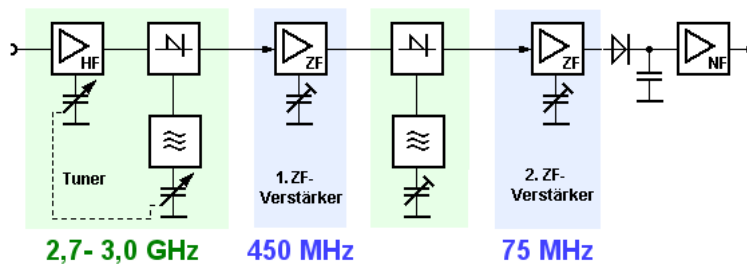 HF
ZF
ZF
NF
Tuner
1. ZF-
Verstärker
2. ZF-
Verstärker
2,7- 3,0 GHz
450 MHz
75 MHz